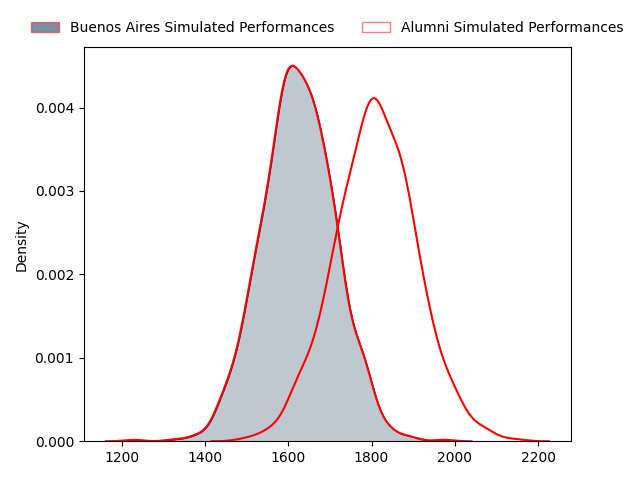 Buenos Aires Simulated Performances
Alumni Simulated Performances
Density
0.004
0.003
0.002
0.001
0.000
1200 1400 1600 1800 2000 2200